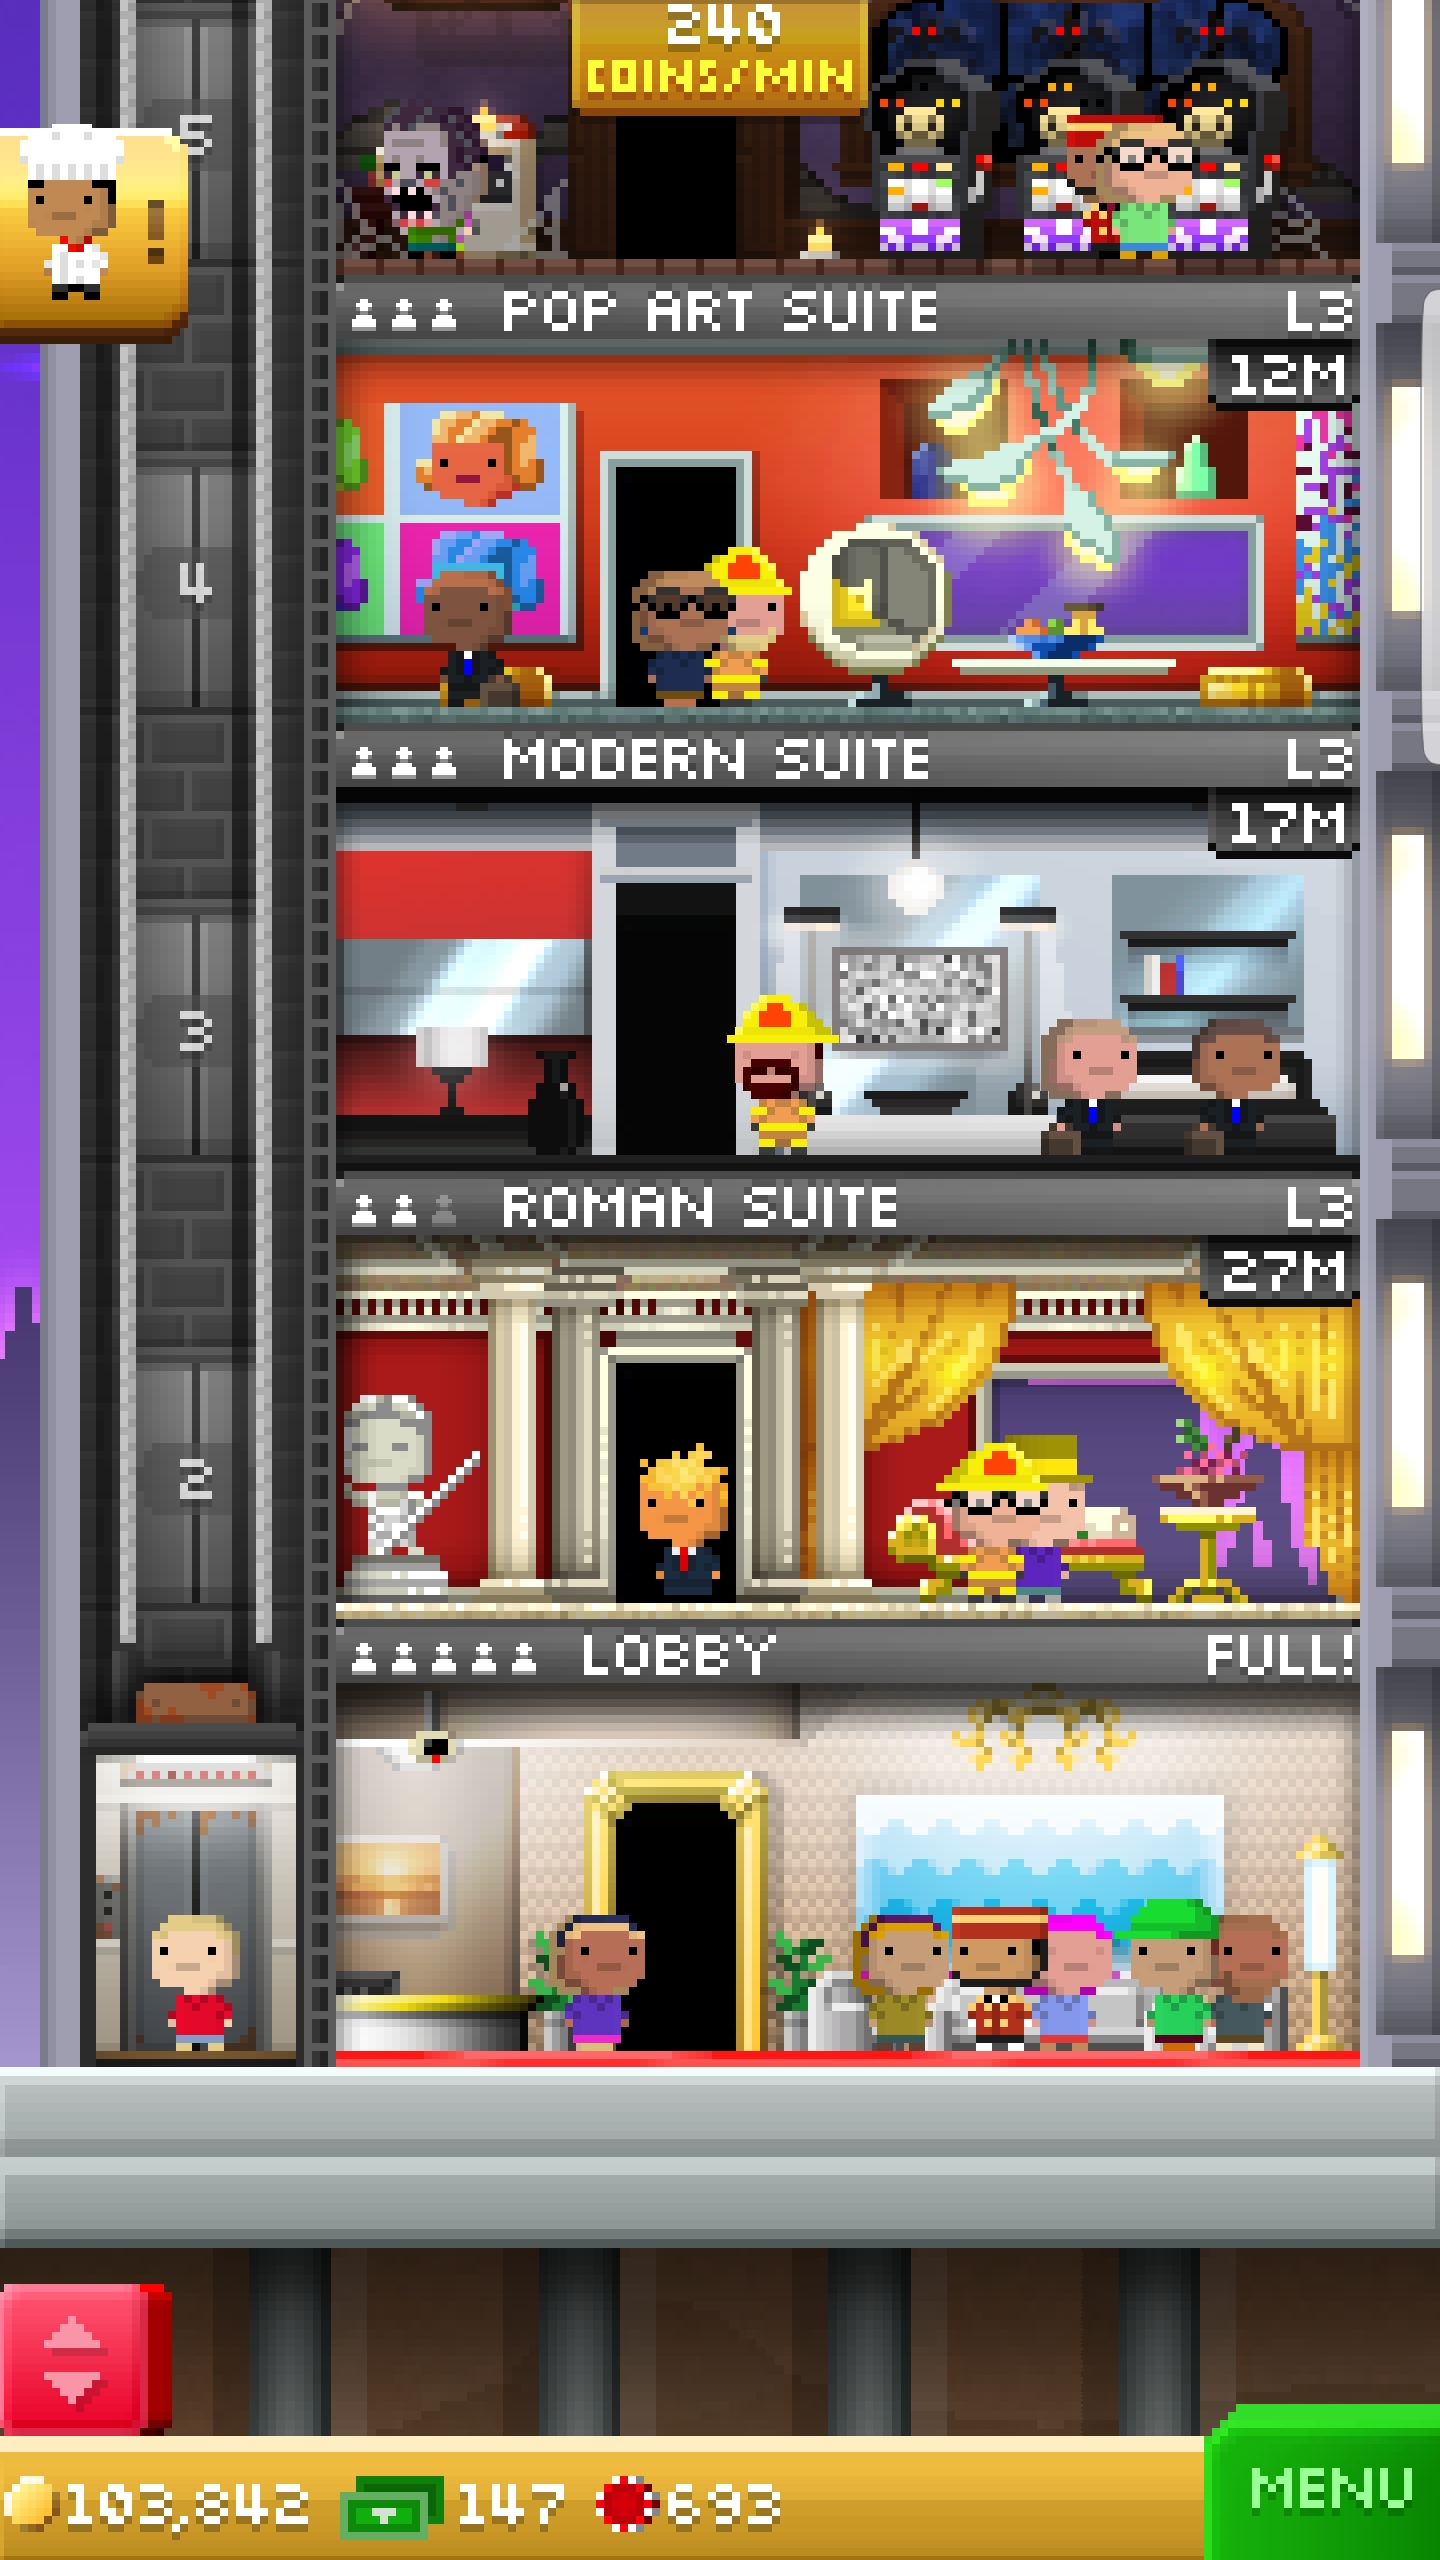 240
COINS/MIN
5
!
POP ART SUITE L3
12M
4
MODERN SUITE L3
17M
3
ROMAN SUITE L3
27M
2
LOBBY FULL!
103,842 147 693
MENU